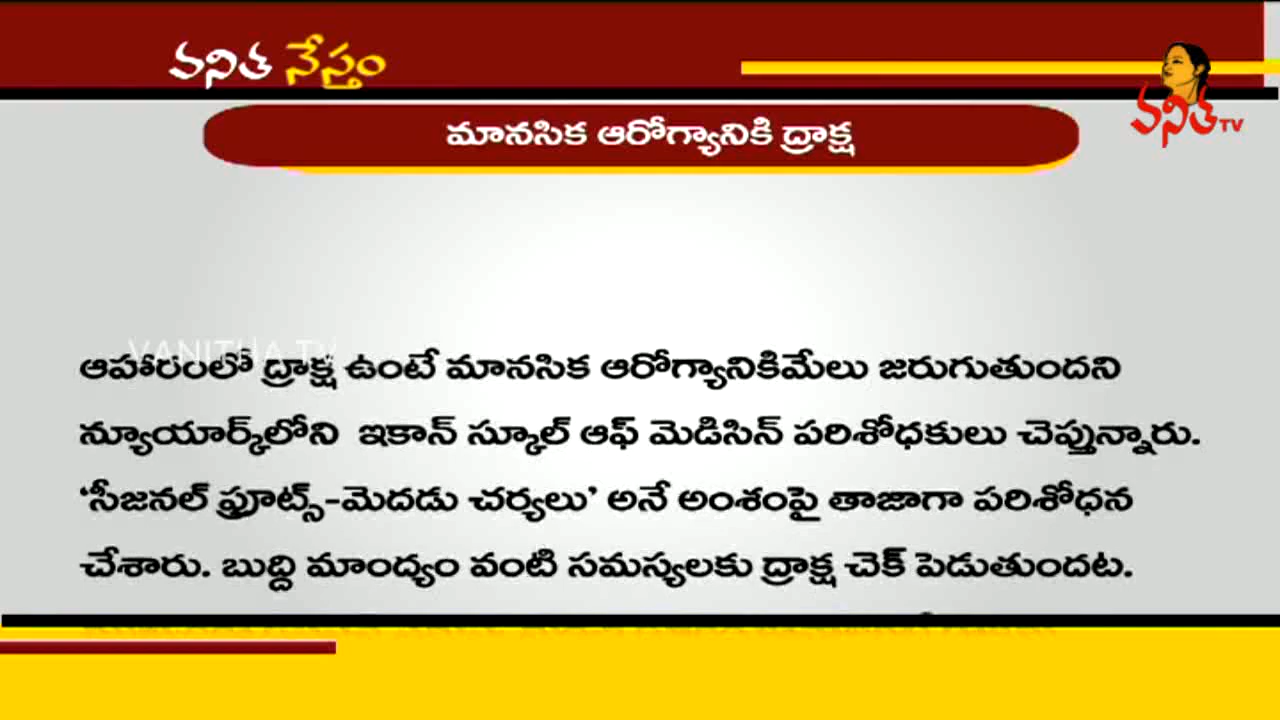 వనిత నేస్తం
వనిత TV
మానసిక ఆరోగ్యానికి ద్రాక్ష
VANITHA TV
ఆహారంలో ద్రాక్ష ఉంటే మానసిక ఆరోగ్యానికిమేలు జరుగుతుందని
న్యూయార్క్‌లోని ఇకాన్ స్కూల్ ఆఫ్ మెడిసిన్ పరిశోధకులు చెప్తున్నారు.
‘సీజనల్ ఫ్రూట్స్-మెదడు చర్యలు’ అనే అంశంపై తాజాగా పరిశోధన
చేశారు. బుద్ది మాంద్యం వంటి సమస్యలకు ద్రాక్ష చెక్ పెడుతుందట.